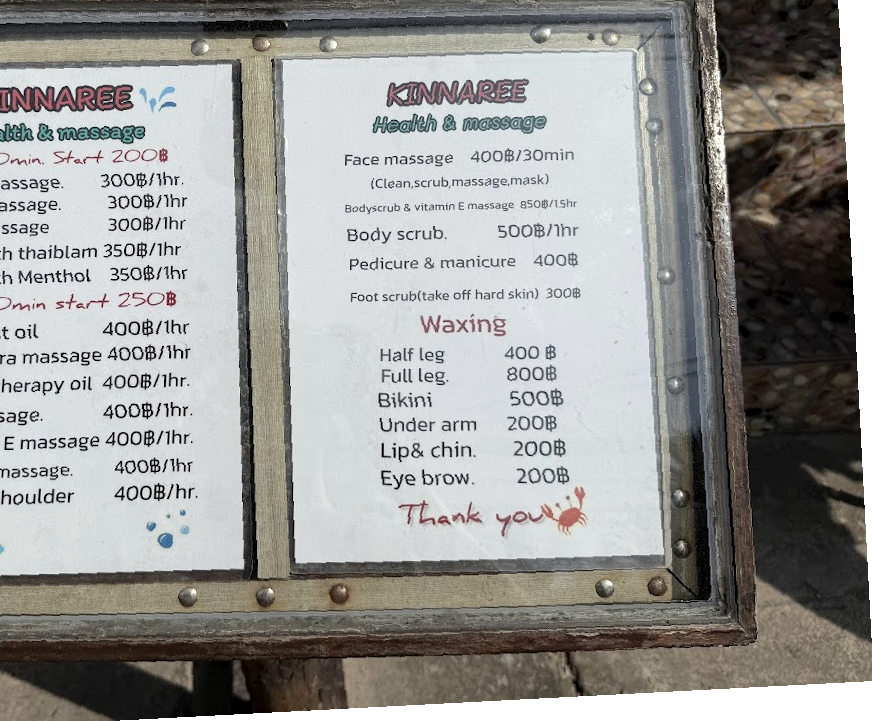 INNAREE
alth & massage
0min. Start 200฿
assage. 300฿/1hr.
assage. 300฿/1hr
ssage 300฿/1hr
th thaiblam 350฿/1hr
th Menthol 350฿/1hr
0min start 250฿
t oil 400฿/1hr
ra massage 400฿/1hr
herapy oil 400฿/1hr.
sage. 400฿/1hr.
E massage 400฿/1hr.
massage. 400฿/1hr
houlder 400฿/hr.
KINNAREE
Health & massage
Face massage 400฿/30min
(Clean,scrub,massage,mask)
Bodyscrub & vitamin E massage 850฿/1.5hr
Body scrub. 500฿/1hr
Pedicure & manicure 400฿
Foot scrub(take off hard skin) 300฿
Waxing
Half leg 400 ฿
Full leg. 800฿
Bikini 500฿
Under arm 200฿
Lip& chin. 200฿
Eye brow. 200฿
Thank you